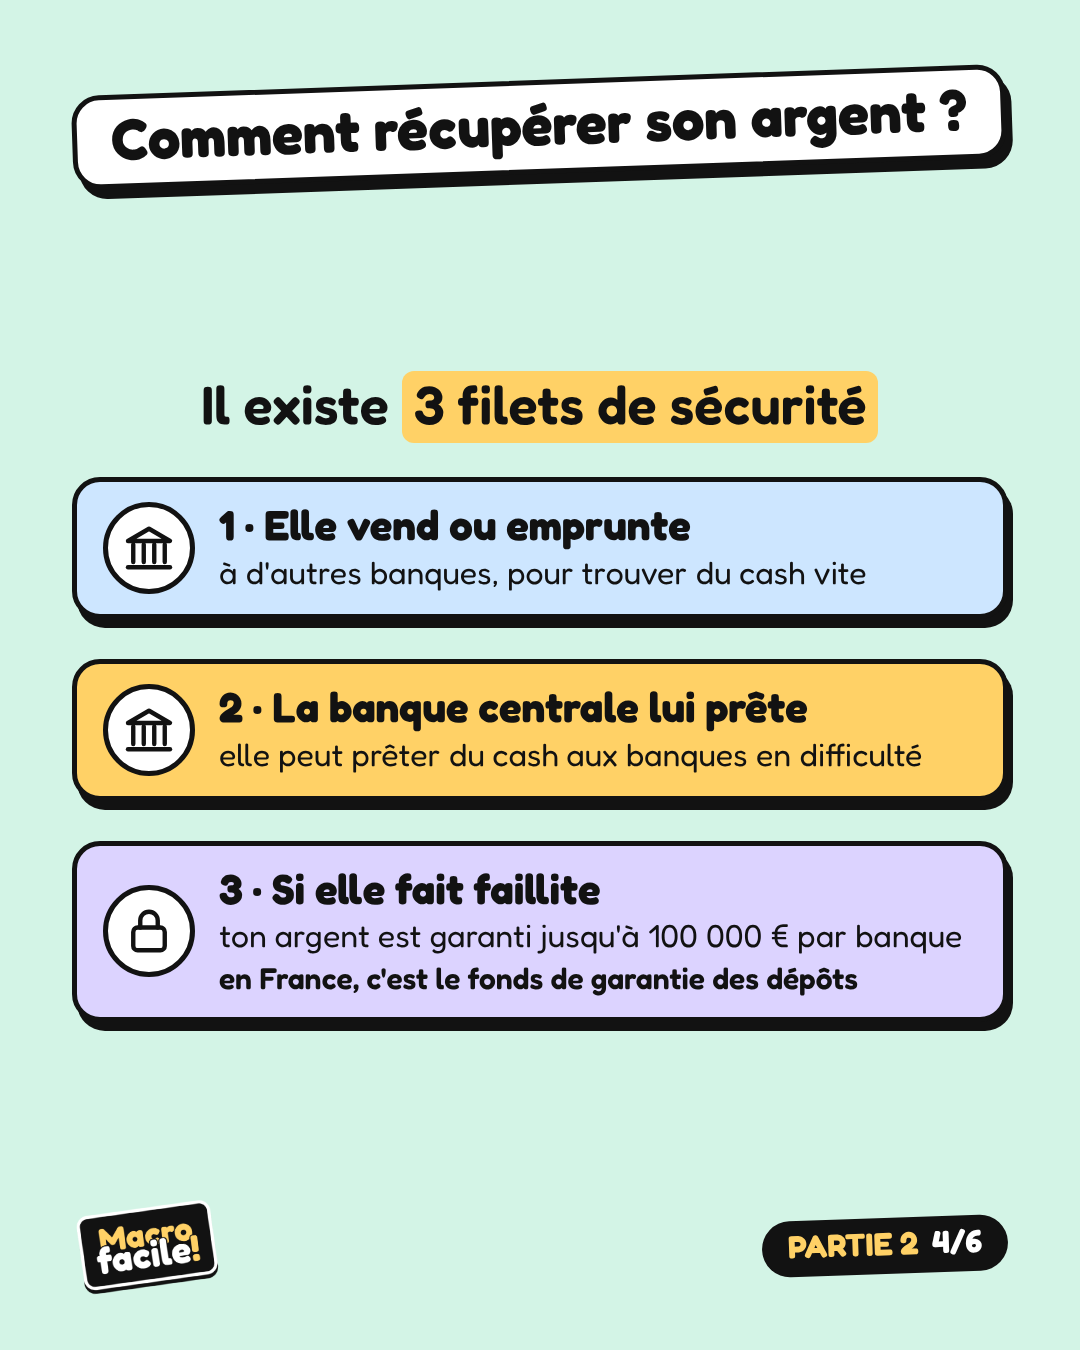 Comment récupérer son argent ?
Il existe 3 filets de sécurité
1 · Elle vend ou emprunte
à d'autres banques, pour trouver du cash vite
2 · La banque centrale lui prête
elle peut prêter du cash aux banques en difficulté
3 · Si elle fait faillite
ton argent est garanti jusqu'à 100 000 € par banque
en France, c'est le fonds de garantie des dépôts
Macro
facile!
PARTIE 2 4/6